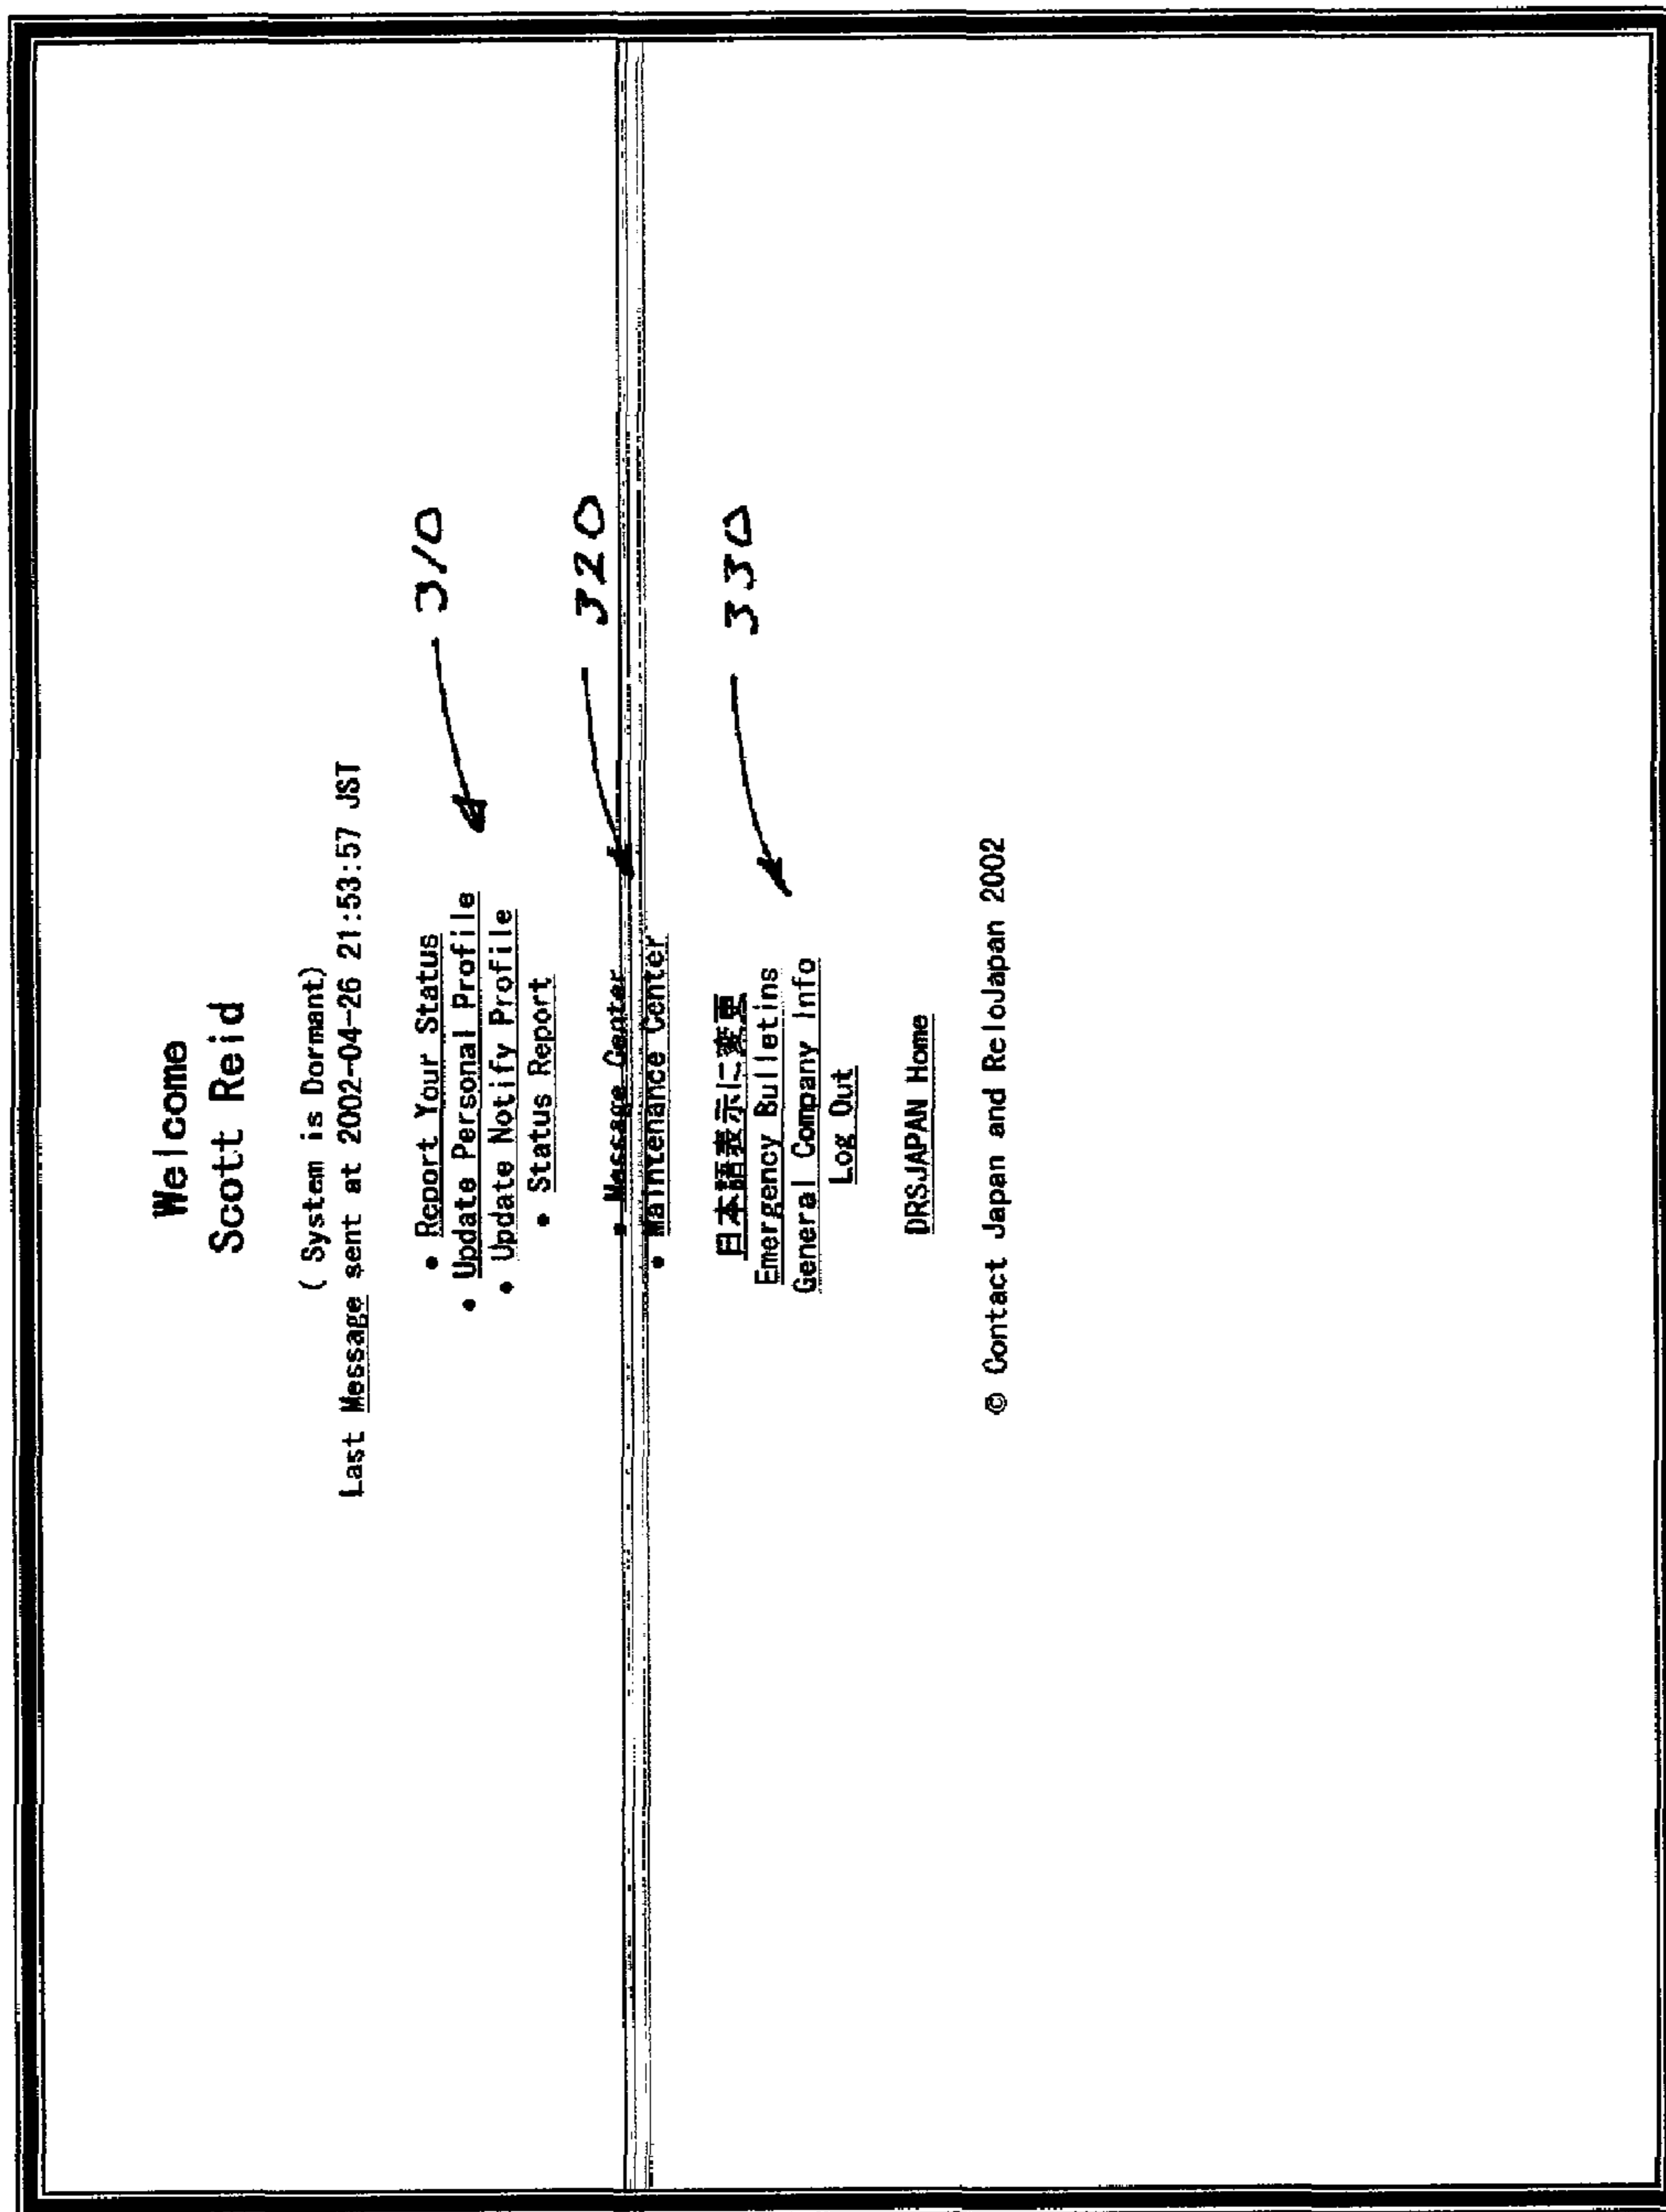 Welcome
Scott Reid
( System is Dormant)
Last Message sent at 2002-04-26 21:53:57 JST
• Report Your Status
• Update Personal Profile
• Update Notify Profile
• Status Report
310
• Message Center
• Maintenance Center
320
日本語表示に変更
Emergency Bulletins
General Company Info
Log Out
330
DRSJAPAN Home
© Contact Japan and ReloJapan 2002